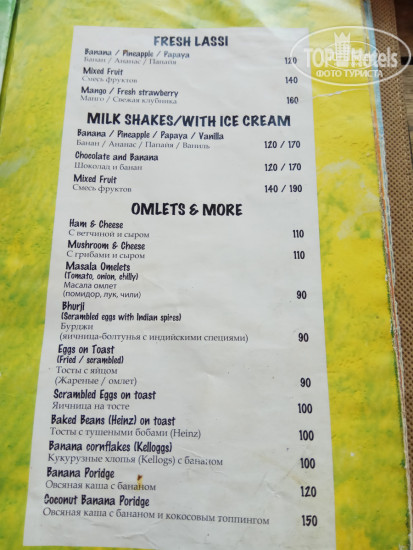 TOP Hotels
ФОТО ТУРИСТА
FRESH LASSI
Banana / Pineapple / Papaya
Банан / Ананас / Папайя 120
Mixed Fruit
Смесь фруктов 140
Mango / Fresh strawberry
Манго / Свежая клубника 160
MILK SHAKES/WITH ICE CREAM
Banana / Pineapple / Papaya / Vanilla
Банан / Ананас / Папайя / Ваниль 120 / 170
Chocolate and Banana
Шоколад и банан 120 / 170
Mixed Fruit
Смесь фруктов 140 / 190
OMLETS & MORE
Ham & Cheese
С ветчиной и сыром 110
Mushroom & Cheese
С грибами и сыром 110
Masala Omelets
(Tomato, onion, chilly)
Масала омлет
(помидор, лук, чили) 90
Bhurji
(Scrambled eggs with Indian spices)
Бурджи
(яичница-болтунья с индийскими специями) 90
Eggs on Toast
(Fried / scrambled)
Тосты с яйцом
(Жареные / омлет) 90
Scrambled Eggs on toast
Яичница на тосте 100
Baked Beans (Heinz) on toast
Тосты с тушеными бобами (Heinz) 100
Banana cornflakes (Kelloggs)
Кукурузные хлопья (Kellogs) с бананом 100
Banana Poridge
Овсяная каша с бананом 120
Coconut Banana Poridge
Овсяная каша с бананом и кокосовым топпингом 150